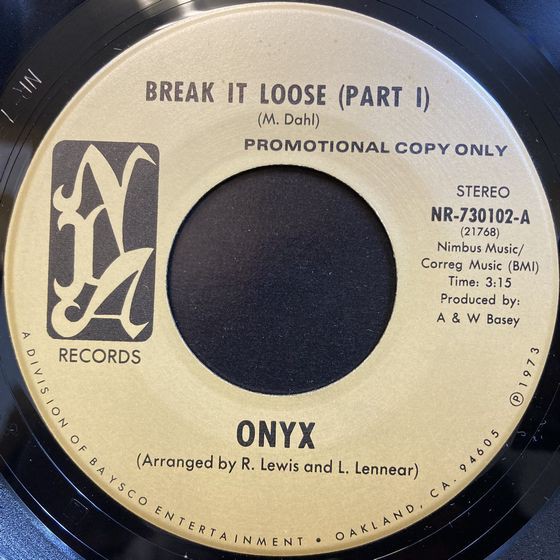 BREAK IT LOOSE (PART I)
(M. Dahl)
PROMOTIONAL COPY ONLY
STEREO
NR-730102-A
(21768)
Nimbus Music/
Correg Music (BMI)
Time: 3:15
Produced by:
A & W Basey
NIA
RECORDS
℗ 1973
ONYX
(Arranged by R. Lewis and L. Lennear)
A DIVISION OF BAYSCO ENTERTAINMENT • OAKLAND, CA. 94605